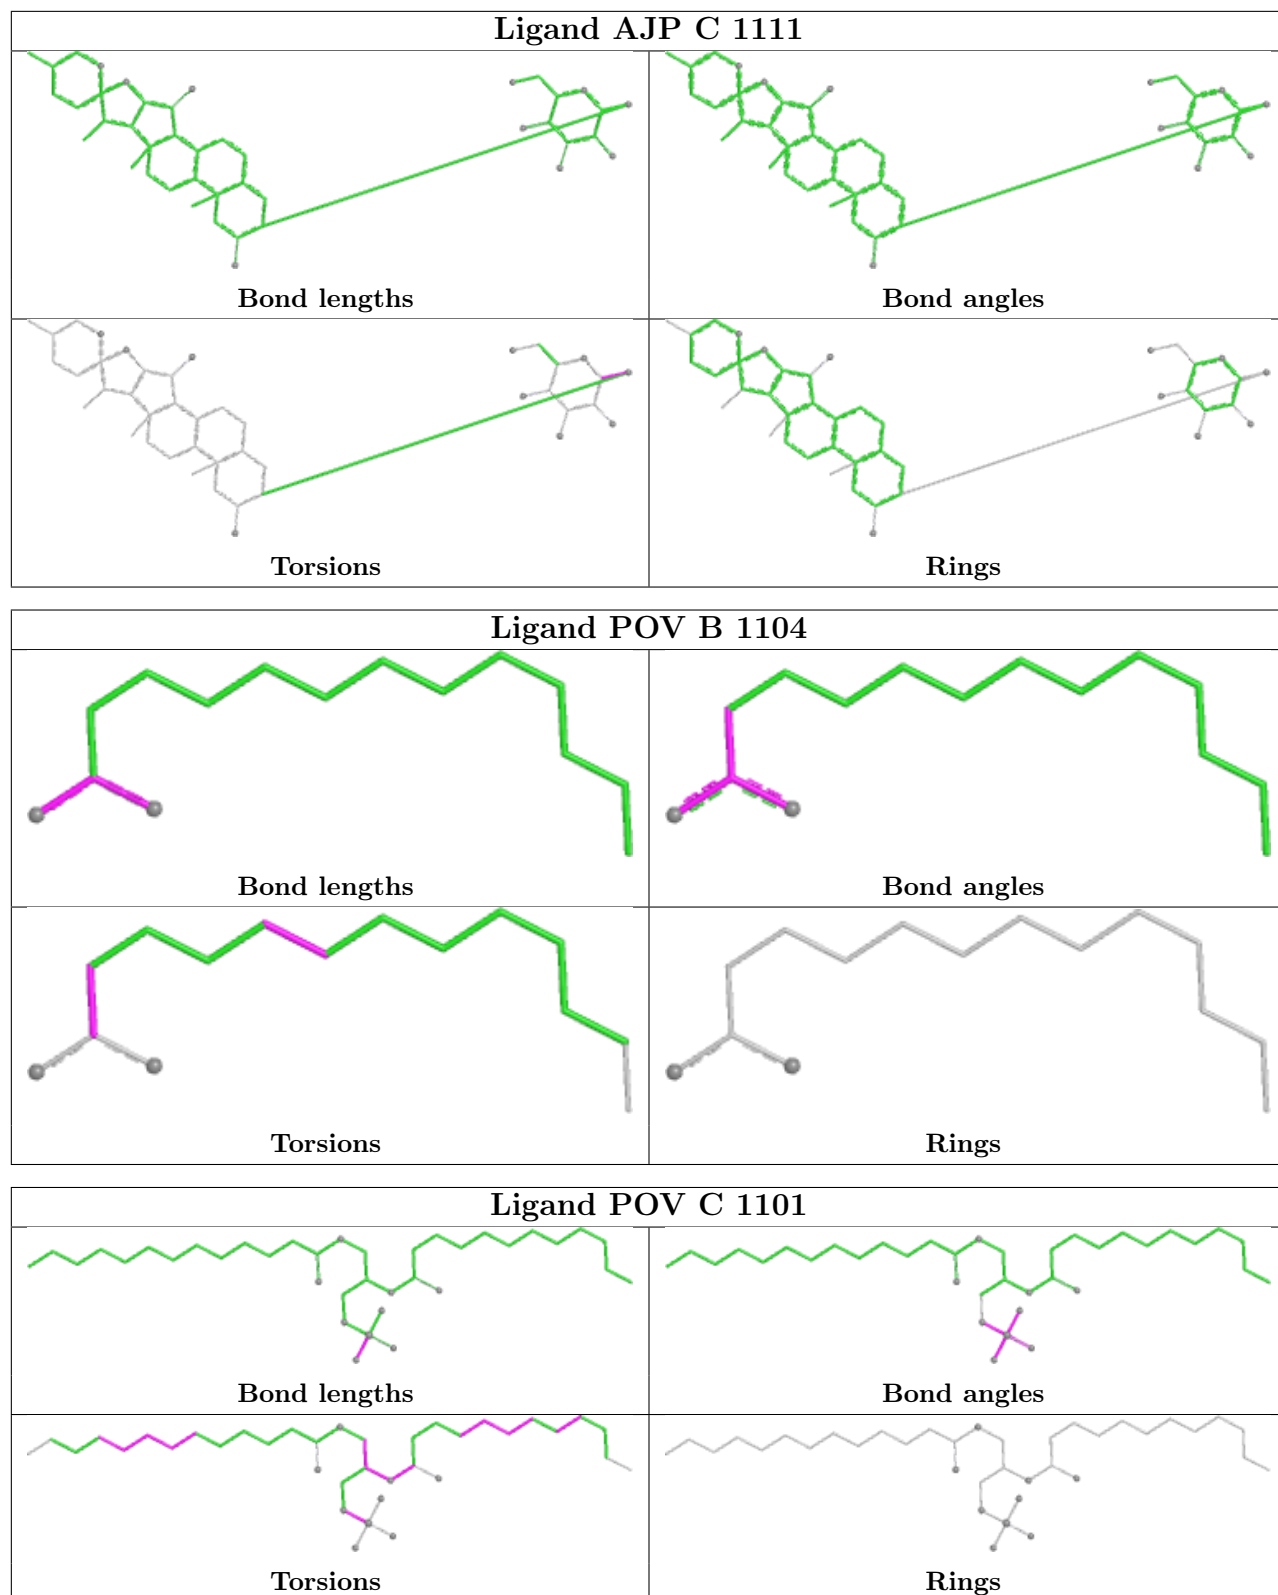 Ligand AJP C 1111
Bond lengths
Bond angles
Torsions
Rings
Ligand POV B 1104
Bond lengths
Bond angles
Torsions
Rings
Ligand POV C 1101
Bond lengths
Bond angles
Torsions
Rings